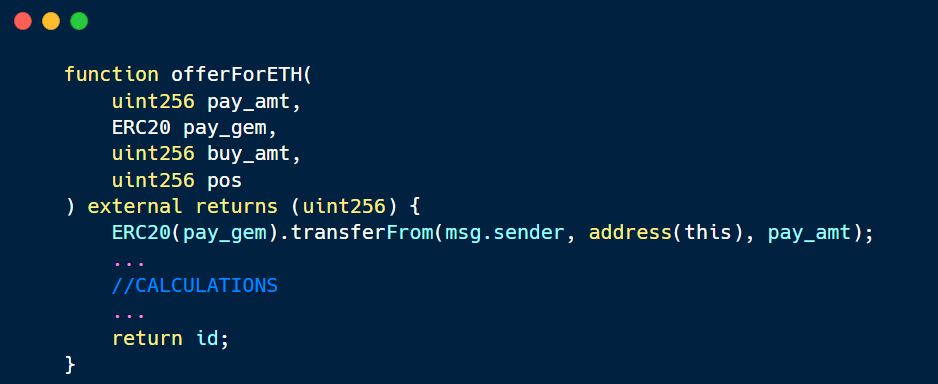 function offerForETH(
    uint256 pay_amt,
    ERC20 pay_gem,
    uint256 buy_amt,
    uint256 pos
) external returns (uint256) {
    ERC20(pay_gem).transferFrom(msg.sender, address(this), pay_amt);
    ...
    //CALCULATIONS
    ...
    return id;
}